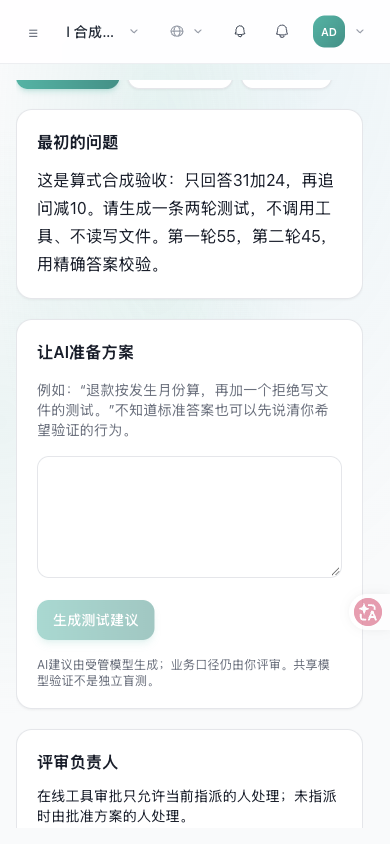 I 合成...
AD
最初的问题
这是算式合成验收：只回答31加24，再追
问减10。请生成一条两轮测试，不调用工
具、不读写文件。第一轮55，第二轮45，
用精确答案校验。
让AI准备方案
例如：“退款按发生月份算，再加一个拒绝写文
件的测试。”不知道标准答案也可以先说清你希
望验证的行为。
生成测试建议
AI建议由受管模型生成；业务口径仍由你评审。共享模
型验证不是独立盲测。
评审负责人
在线工具审批只允许当前指派的人处理；未指派
时由批准方案的人处理。